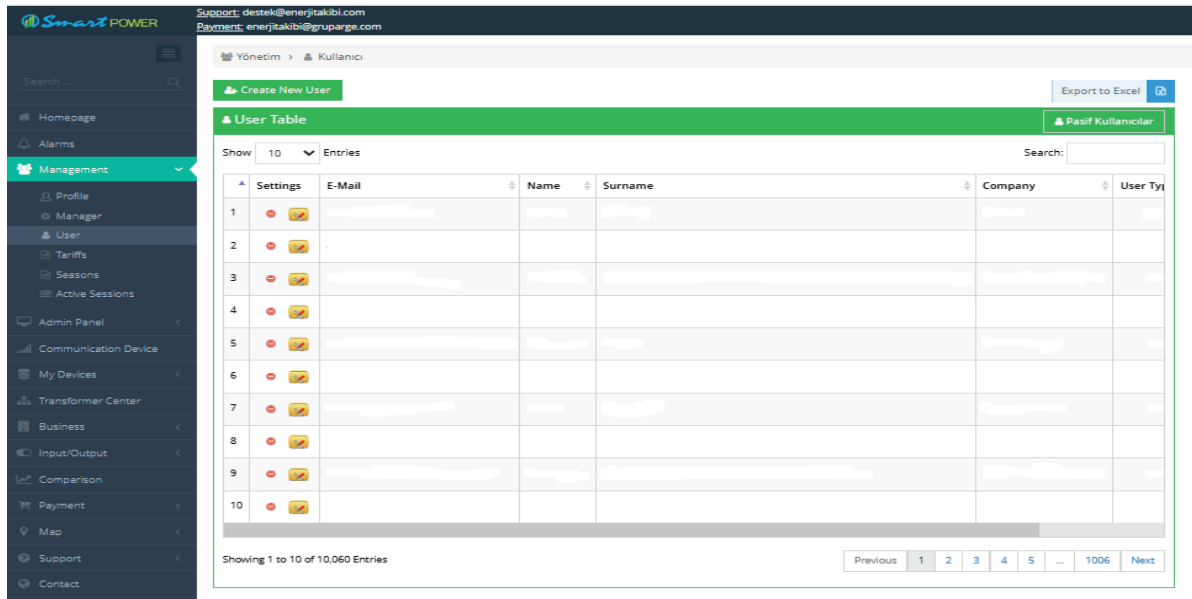 Smart POWER
Support: destek@enerjitakibi.com
Payment: enerjitakibi@gruparge.com
Search ...
Homepage
Alarms
Management
Profile
Manager
User
Tariffs
Seasons
Active Sessions
Admin Panel
Communication Device
My Devices
Transformer Center
Business
Input/Output
Comparison
Payment
Map
Support
Contact
Yönetim > Kullanıcı
Create New User
Export to Excel
User Table
Pasif Kullanıcılar
Show 10 Entries
Search:
Settings E-Mail Name Surname Company User Typ
1
2
3
4
5
6
7
8
9
10
Showing 1 to 10 of 10,060 Entries
Previous 1 2 3 4 5 ... 1006 Next